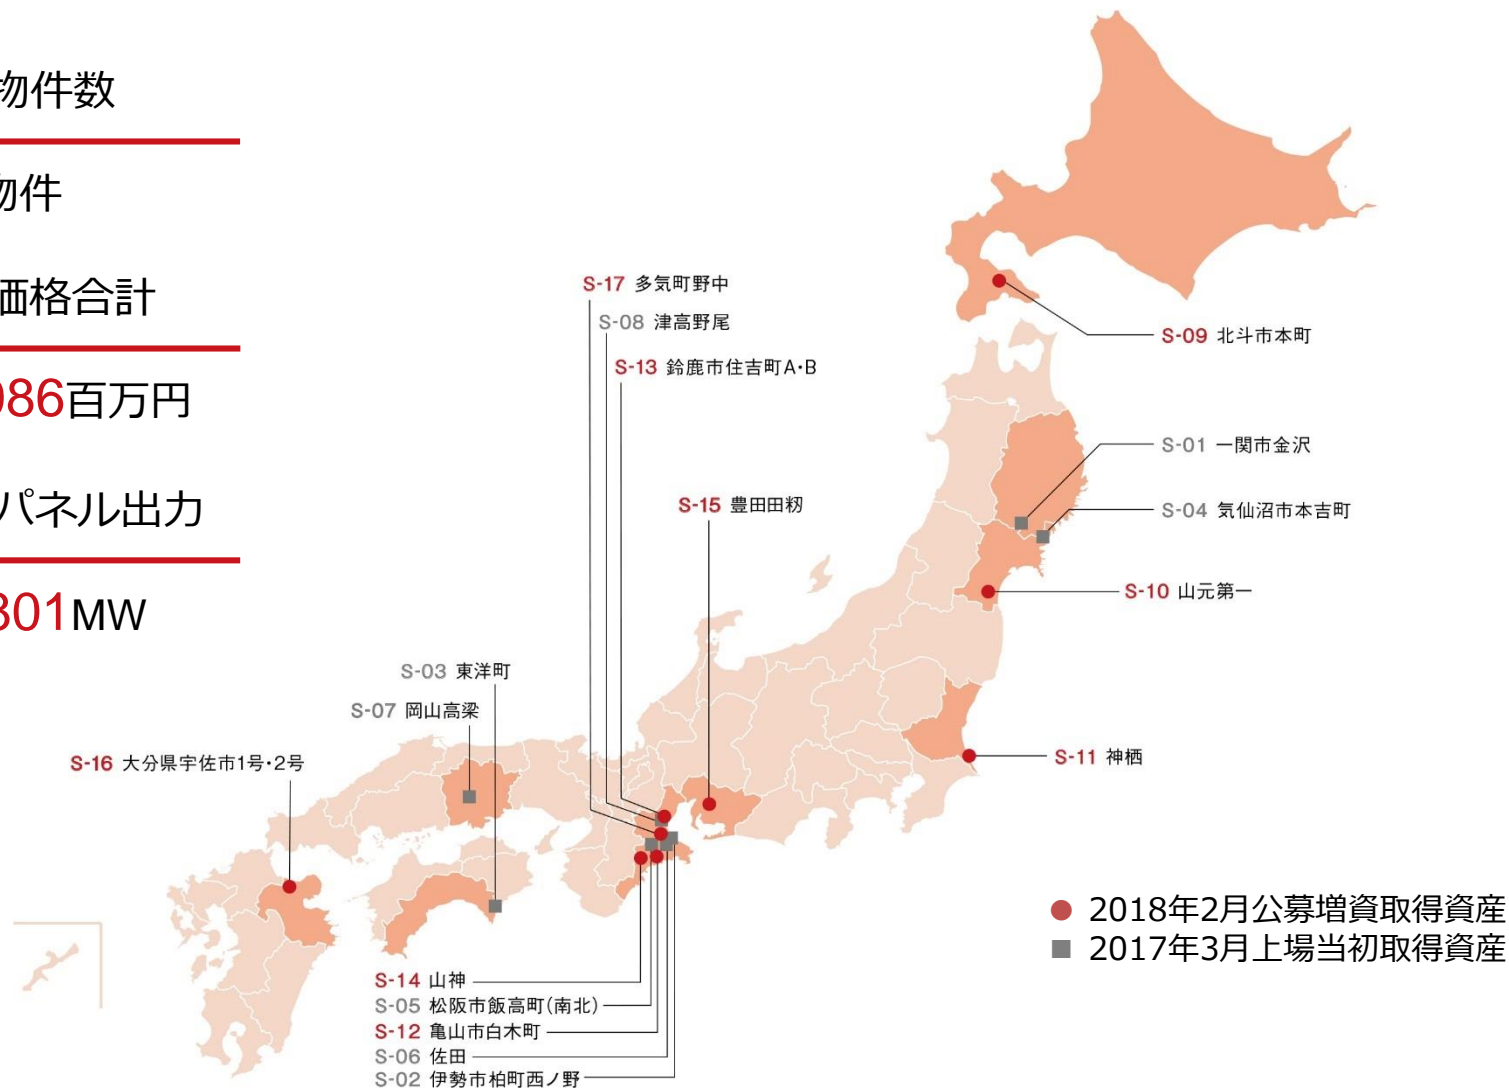 物件数
物件
価格合計
986百万円
パネル出力
801MW
S-17 多気町野中
S-08 津高野尾
S-13 鈴鹿市住吉町A・B
S-15 豊田田籾
S-09 北斗市本町
S-01 一関市金沢
S-04 気仙沼市本吉町
S-10 山元第一
S-11 神栖
S-03 東洋町
S-07 岡山高梁
S-16 大分県宇佐市1号・2号
S-14 山神
S-05 松阪市飯高町(南北)
S-12 亀山市白木町
S-06 佐田
S-02 伊勢市柏町西ノ野
2018年2月公募増資取得資産
2017年3月上場当初取得資産